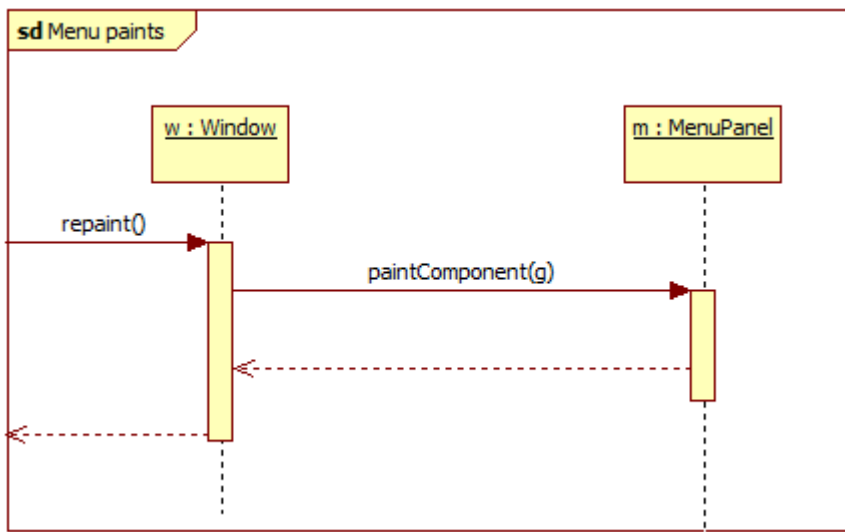 sd Menu paints
w : Window
m : MenuPanel
repaint()
paintComponent(g)